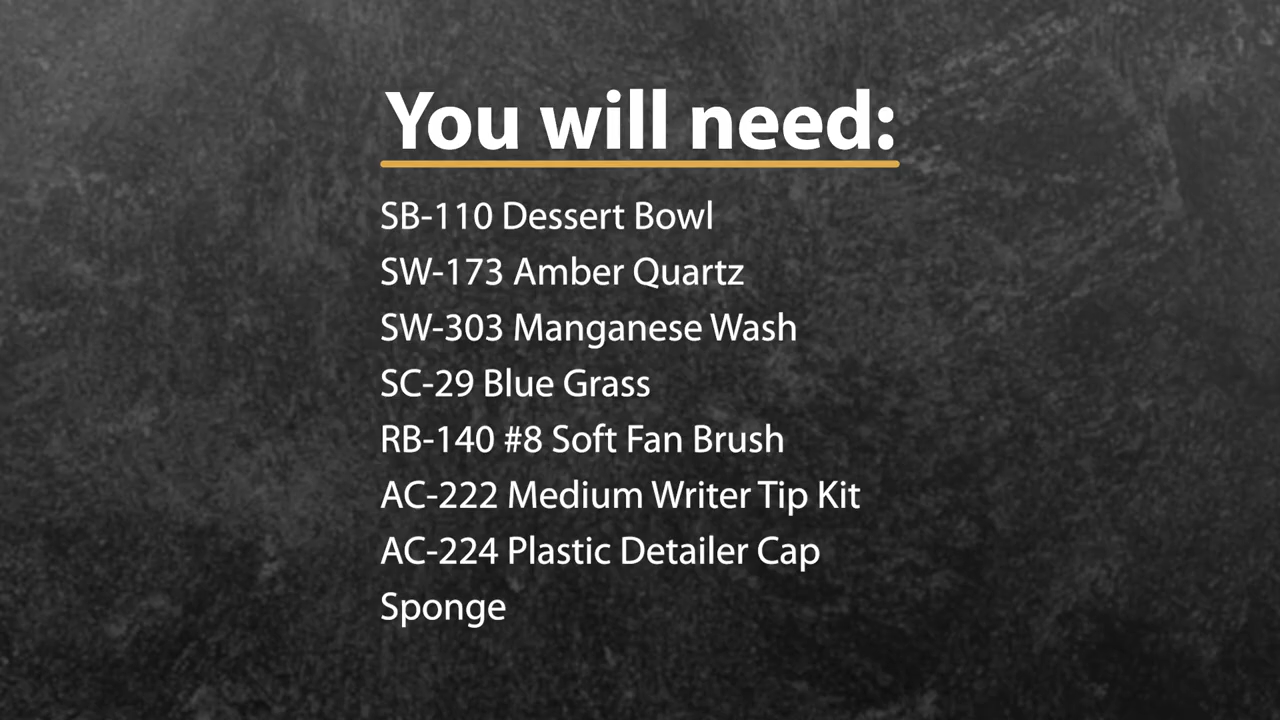 You will need:
SB-110 Dessert Bowl
SW-173 Amber Quartz
SW-303 Manganese Wash
SC-29 Blue Grass
RB-140 #8 Soft Fan Brush
AC-222 Medium Writer Tip Kit
AC-224 Plastic Detailer Cap
Sponge